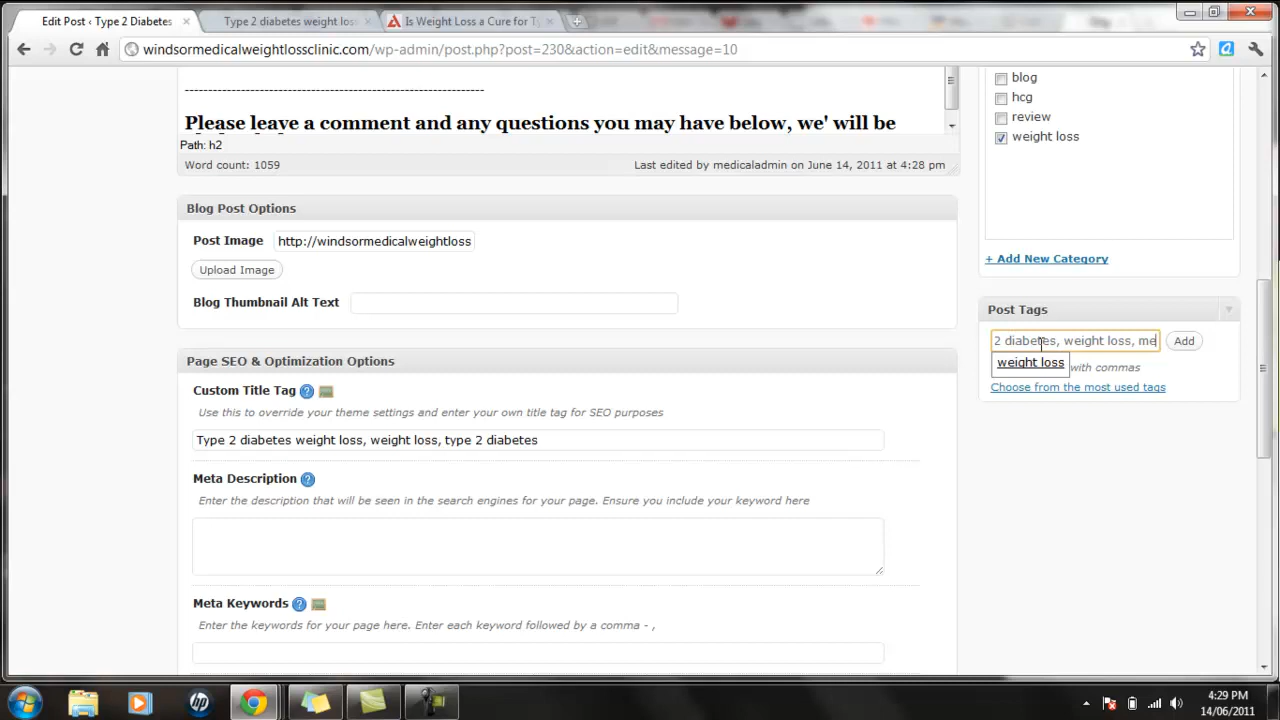 Edit Post ‹ Type 2 Diabetes
Type 2 diabetes weight los
Is Weight Loss a Cure for Ty
windsormedicalweightlossclinic.com/wp-admin/post.php?post=230&action=edit&message=10
------------------------------------------------------------
Please leave a comment and any questions you may have below, we' will be
Path: h2
Word count: 1059
Last edited by medicaladmin on June 14, 2011 at 4:28 pm
blog
hcg
review
weight loss
+ Add New Category
Blog Post Options
Post Image
http://windsormedicalweightloss
Upload Image
Blog Thumbnail Alt Text
Post Tags
2 diabetes, weight loss, me
Add
weight loss
with commas
Choose from the most used tags
Page SEO & Optimization Options
Custom Title Tag
Use this to override your theme settings and enter your own title tag for SEO purposes
Type 2 diabetes weight loss, weight loss, type 2 diabetes
Meta Description
Enter the description that will be seen in the search engines for your page. Ensure you include your keyword here
Meta Keywords
Enter the keywords for your page here. Enter each keyword followed by a comma - ,
4:29 PM
14/06/2011